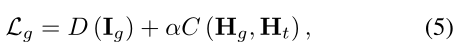 ℒ_g = D (I_g) + αC (H_g, H_t) , (5)